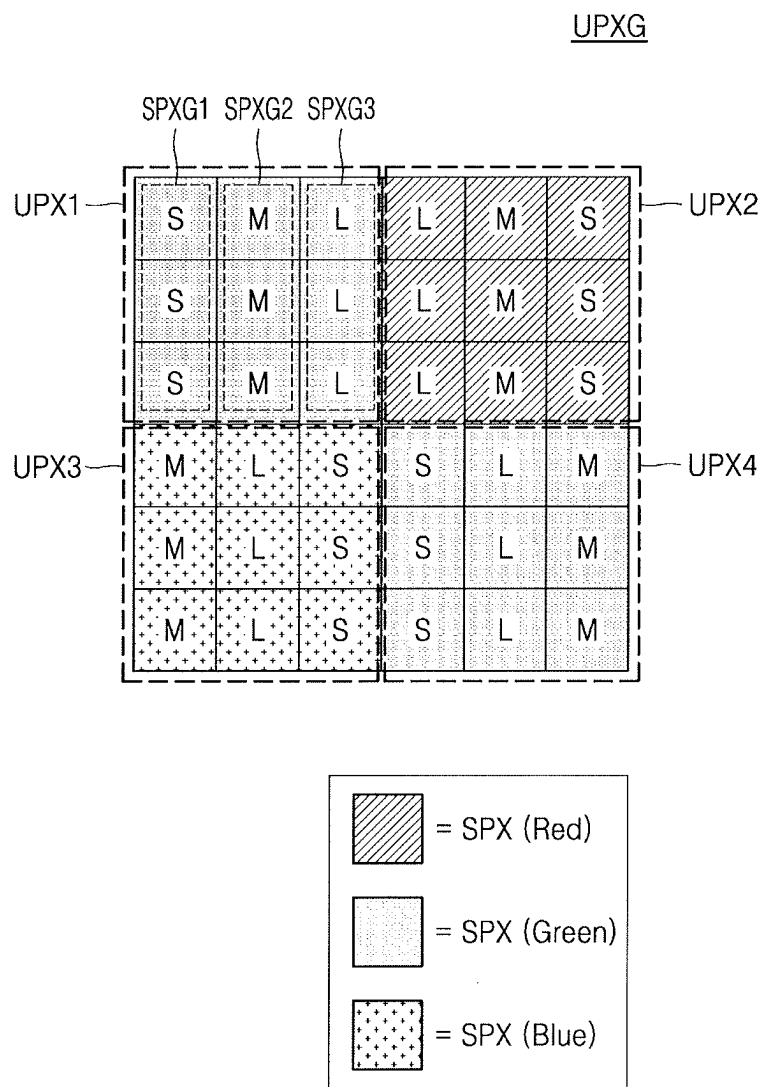 UPXG
SPXG1 SPXG2 SPXG3
UPX1 UPX2
S M L L M S
S M L L M S
S M L L M S
UPX3 UPX4
M L S S L M
M L S S L M
M L S S L M
= SPX (Red)
= SPX (Green)
= SPX (Blue)